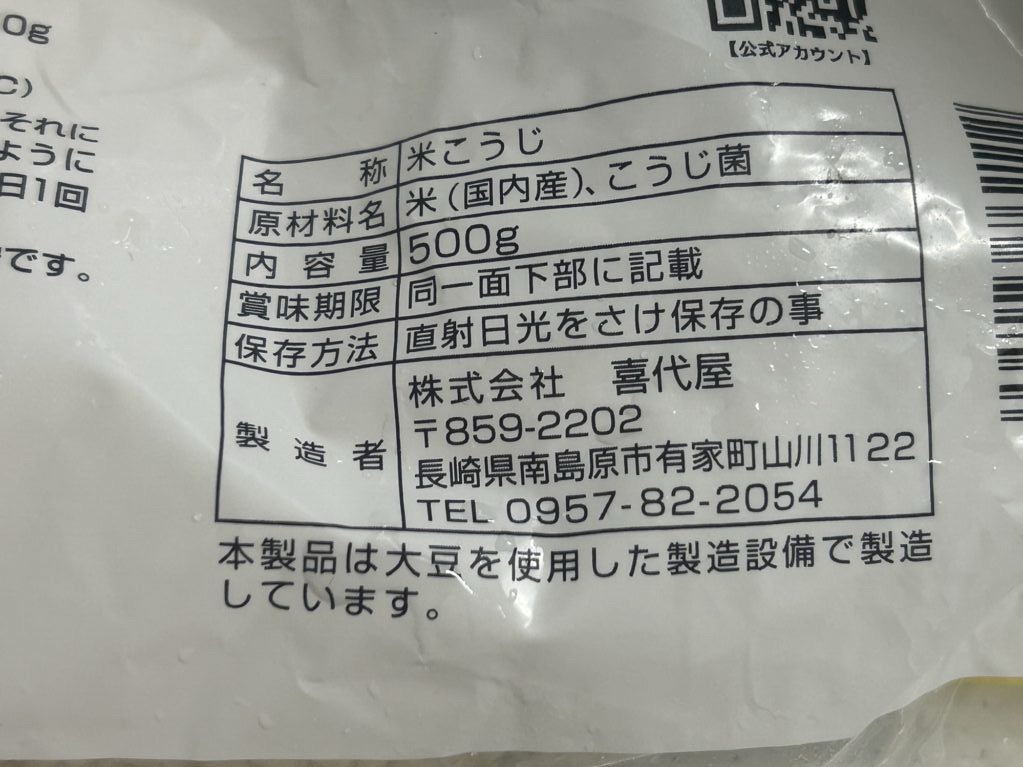 0g
C)
それに
ように
日1回
です。
【公式アカウント】
名称 米こうじ
原材料名 米(国内産)、こうじ菌
内容量 500g
賞味期限 同一面下部に記載
保存方法 直射日光をさけ保存の事
製造者 株式会社 喜代屋
〒859-2202
長崎県南島原市有家町山川1122
TEL 0957-82-2054
本製品は大豆を使用した製造設備で製造
しています。